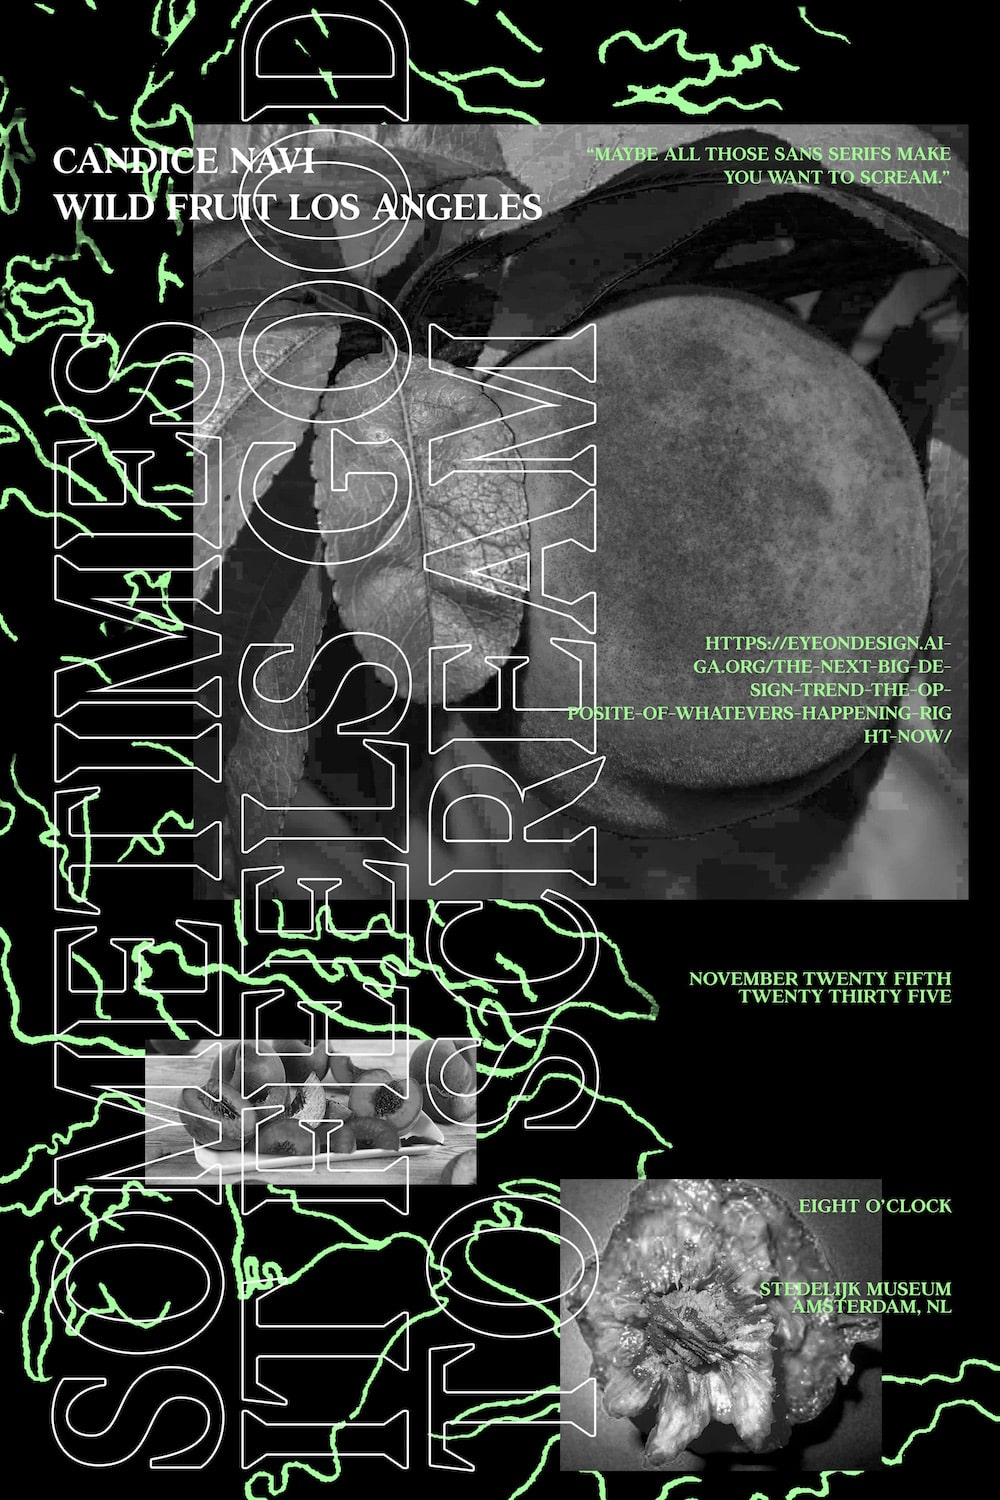 CANDICE NAVI
WILD FRUIT LOS ANGELES
“MAYBE ALL THOSE SANS SERIFS MAKE
YOU WANT TO SCREAM.”
SOMETIMES
IT FEELS GOOD
TO SCREAM
HTTPS://EYEONDESIGN.AI-
GA.ORG/THE-NEXT-BIG-DE-
SIGN-TREND-THE-OP-
POSITE-OF-WHATEVERS-HAPPENING-RIG
HT-NOW/
NOVEMBER TWENTY FIFTH
TWENTY THIRTY FIVE
EIGHT O’CLOCK
STEDELIJK MUSEUM
AMSTERDAM, NL